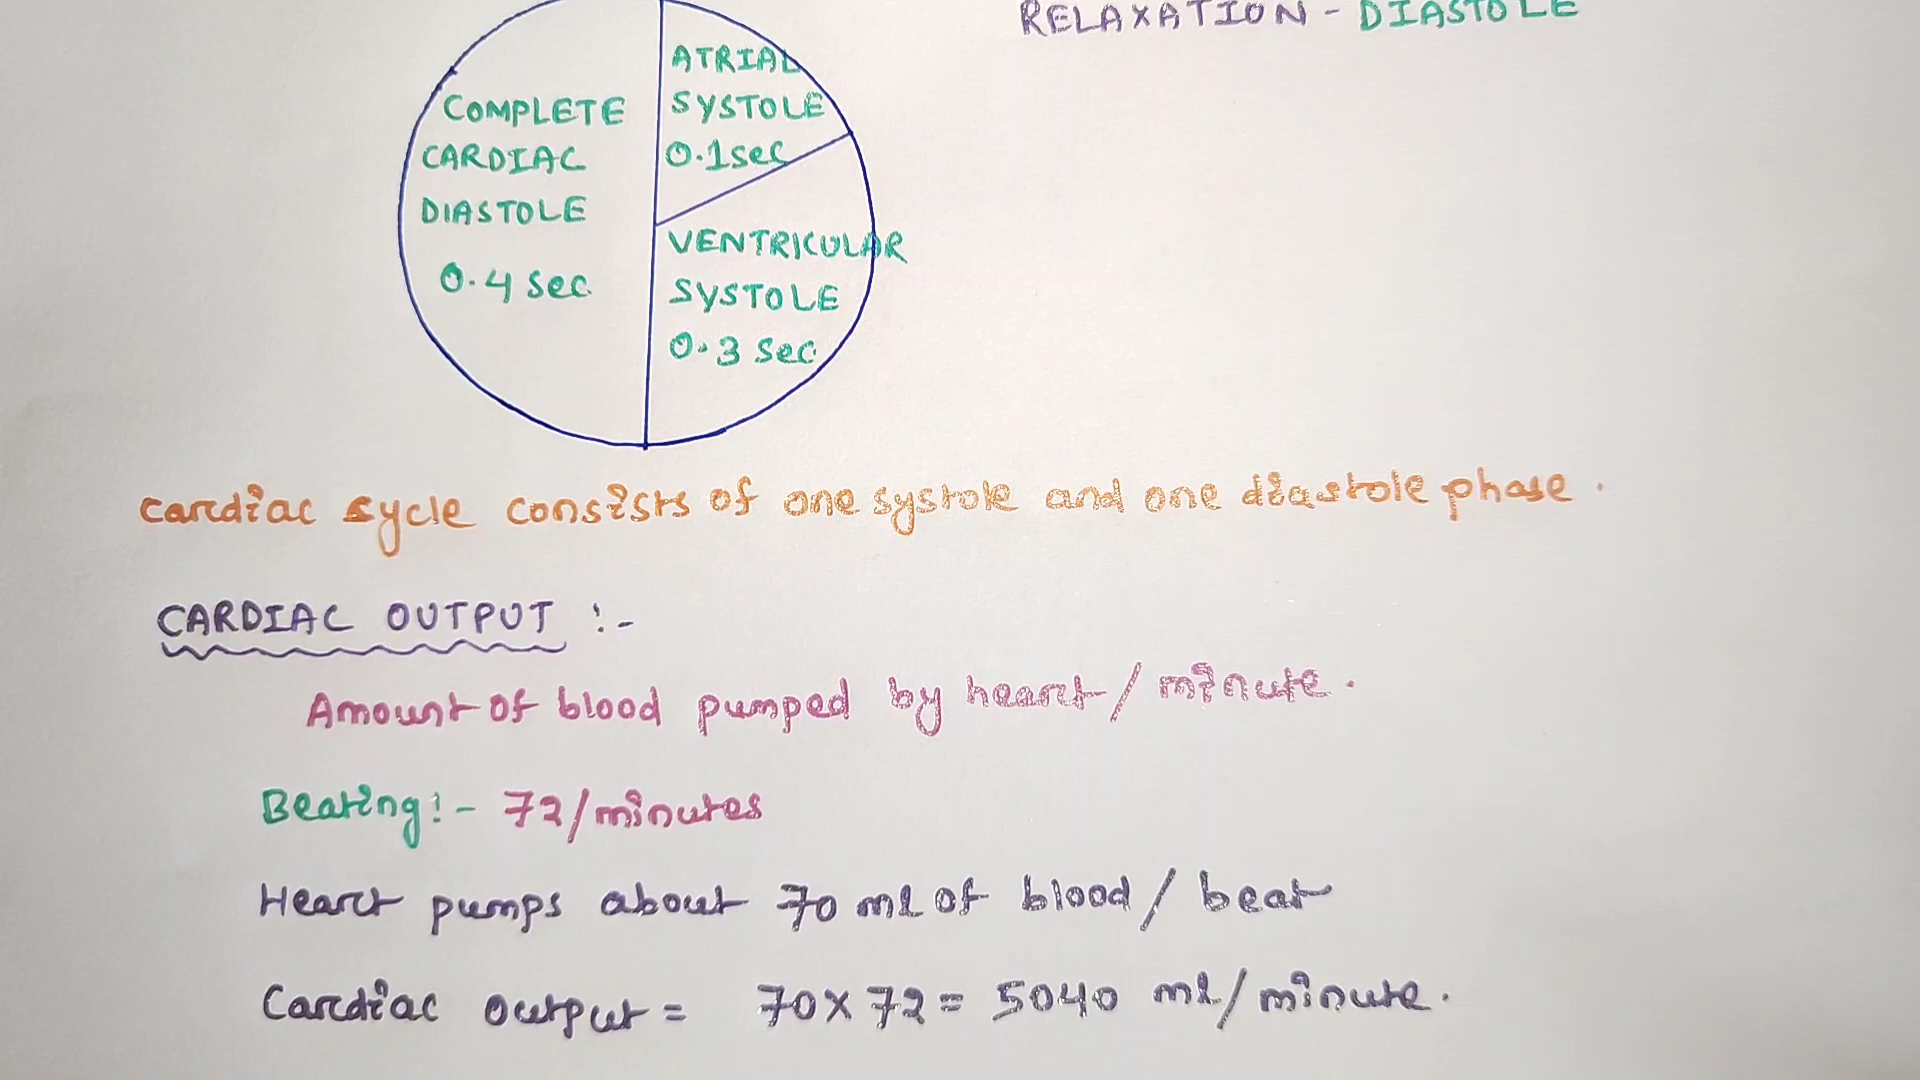 RELAXATION - DIASTOLE
COMPLETE
CARDIAC
DIASTOLE
0.4 sec
ATRIAL
SYSTOLE
0.1sec
VENTRICULAR
SYSTOLE
0.3 sec
cardiac cycle consists of one systole and one diastole phase.
CARDIAC OUTPUT :-
Amount of blood pumped by heart/minute.
Beating:- 72/minutes
Heart pumps about 70 ml of blood/beat
Cardiac output = 70x72= 5040 ml/minute.